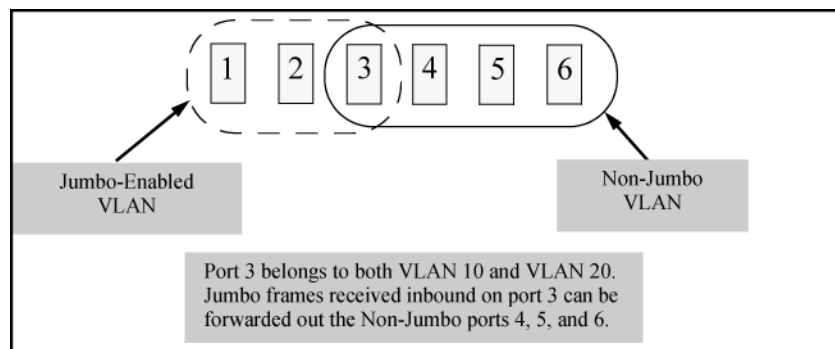 1 2 3 4 5 6
Jumbo-Enabled
VLAN
Non-Jumbo
VLAN
Port 3 belongs to both VLAN 10 and VLAN 20.
Jumbo frames received inbound on port 3 can be
forwarded out the Non-Jumbo ports 4, 5, and 6.